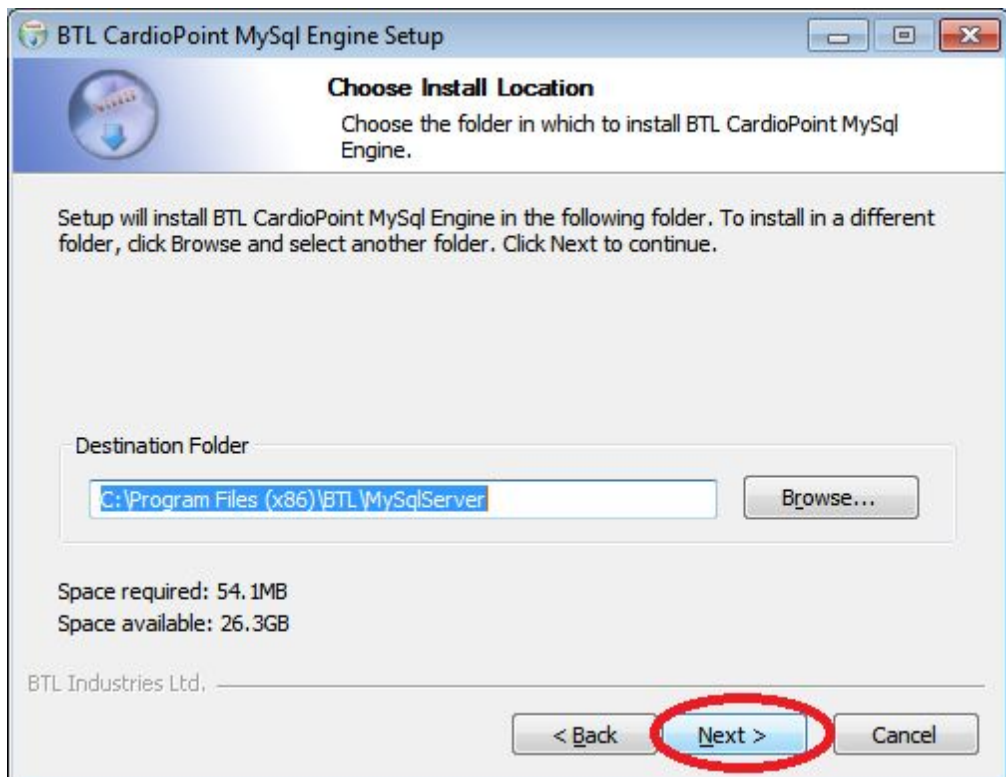 BTL CardioPoint MySql Engine Setup
Choose Install Location
Choose the folder in which to install BTL CardioPoint MySql
Engine.
Setup will install BTL CardioPoint MySql Engine in the following folder. To install in a different
folder, click Browse and select another folder. Click Next to continue.
Destination Folder
C:\Program Files (x86)\BTL\MySqlServer
Browse...
Space required: 54.1MB
Space available: 26.3GB
BTL Industries Ltd.
< Back
Next >
Cancel